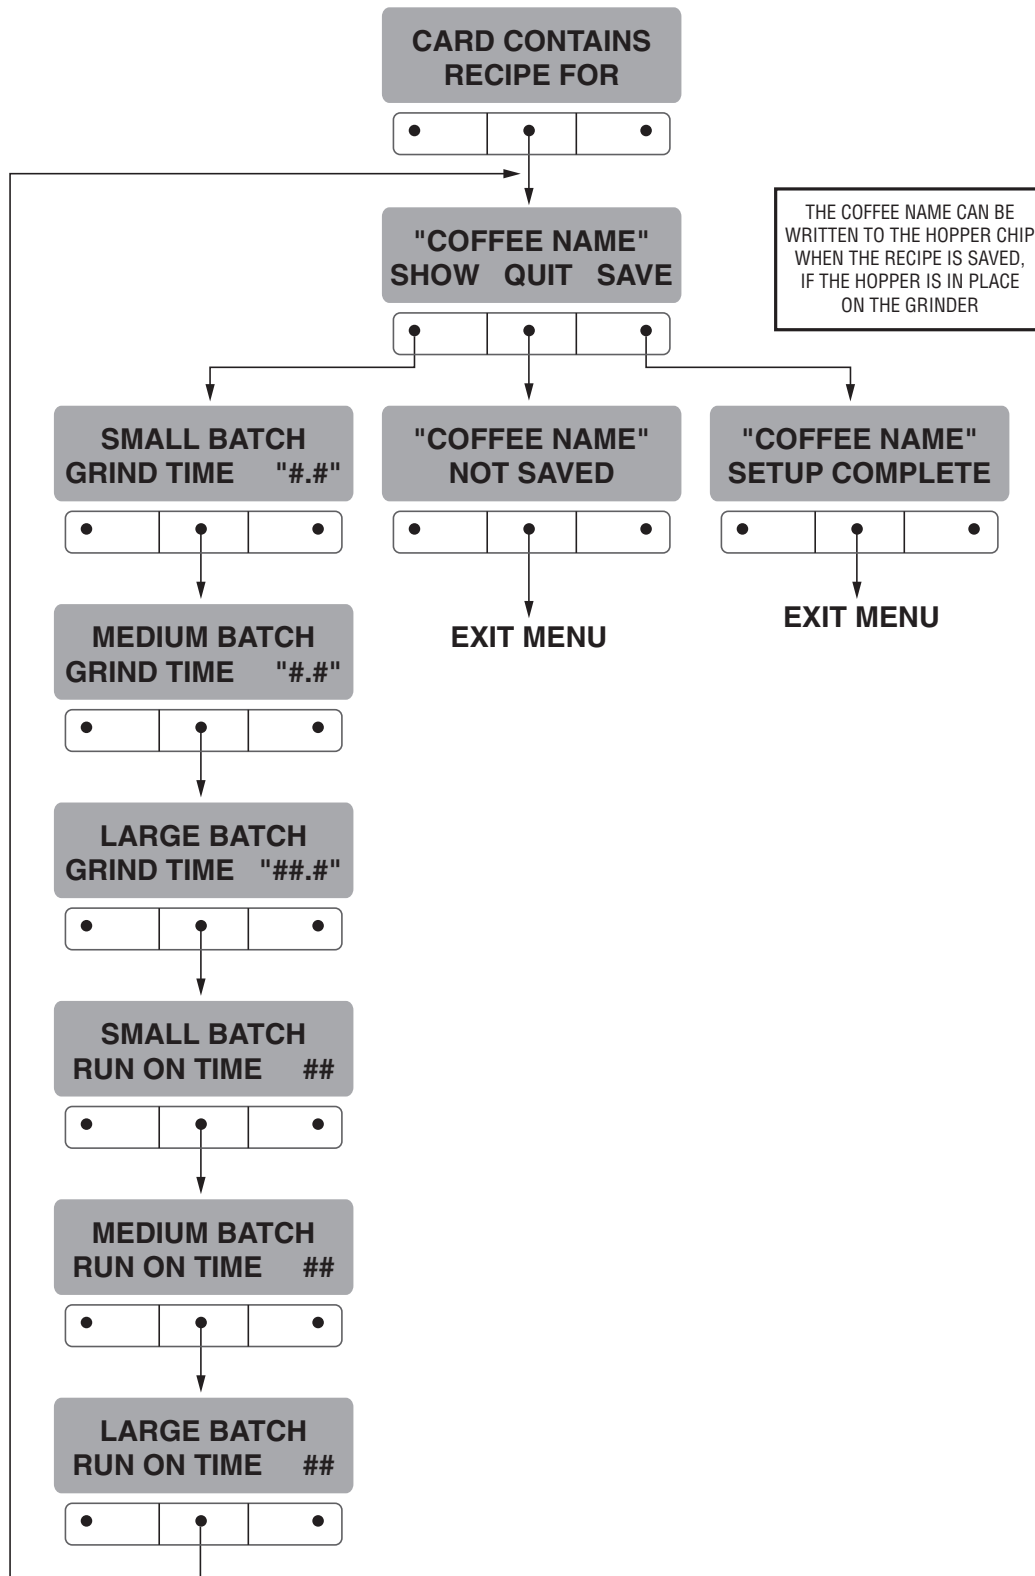 CARD CONTAINS
RECIPE FOR
"COFFEE NAME"
SHOW QUIT SAVE
THE COFFEE NAME CAN BE
WRITTEN TO THE HOPPER CHIP
WHEN THE RECIPE IS SAVED,
IF THE HOPPER IS IN PLACE
ON THE GRINDER
SMALL BATCH
GRIND TIME "#.#"
"COFFEE NAME"
NOT SAVED
"COFFEE NAME"
SETUP COMPLETE
EXIT MENU
EXIT MENU
MEDIUM BATCH
GRIND TIME "#.#"
LARGE BATCH
GRIND TIME "##.#"
SMALL BATCH
RUN ON TIME ##
MEDIUM BATCH
RUN ON TIME ##
LARGE BATCH
RUN ON TIME ##